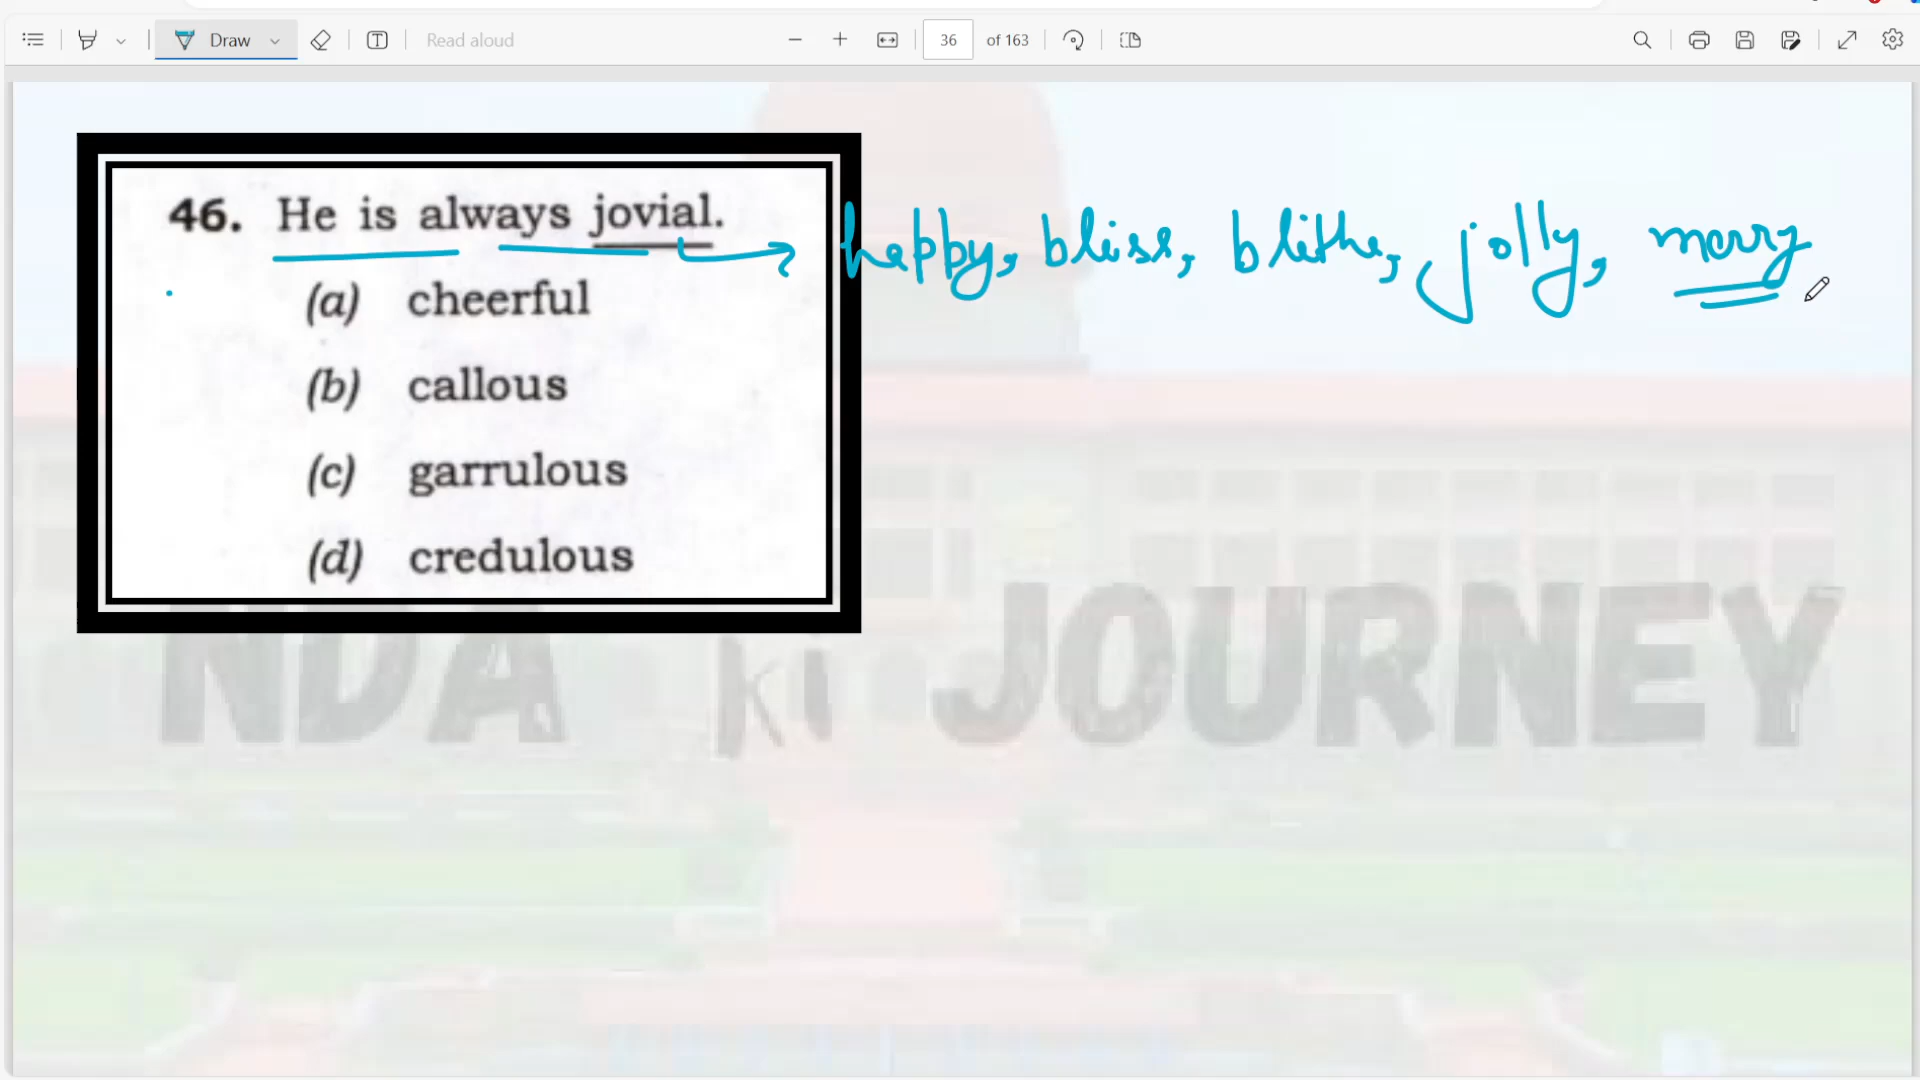 Draw
Read aloud
36 of 163
46. He is always jovial. happy, bliss, blithe, jolly, merry
(a) cheerful
(b) callous
(c) garrulous
(d) credulous
NDA ki JOURNEY